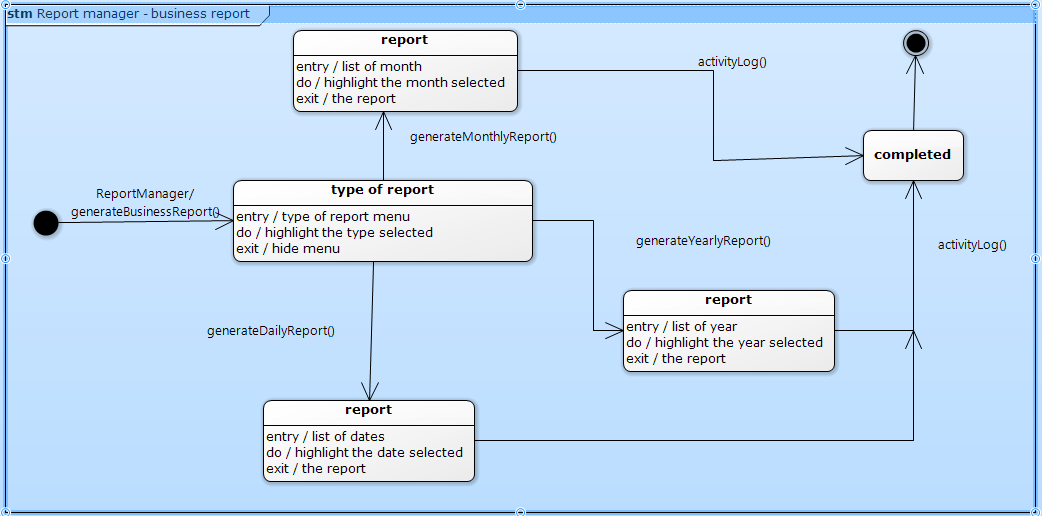 stm Report manager - business report
report
entry / list of month
do / highlight the month selected
exit / the report
activityLog()
generateMonthlyReport()
completed
ReportManager/
generateBusinessReport()
type of report
entry / type of report menu
do / highlight the type selected
exit / hide menu
generateYearlyReport()
activityLog()
report
entry / list of year
do / highlight the year selected
exit / the report
generateDailyReport()
report
entry / list of dates
do / highlight the date selected
exit / the report